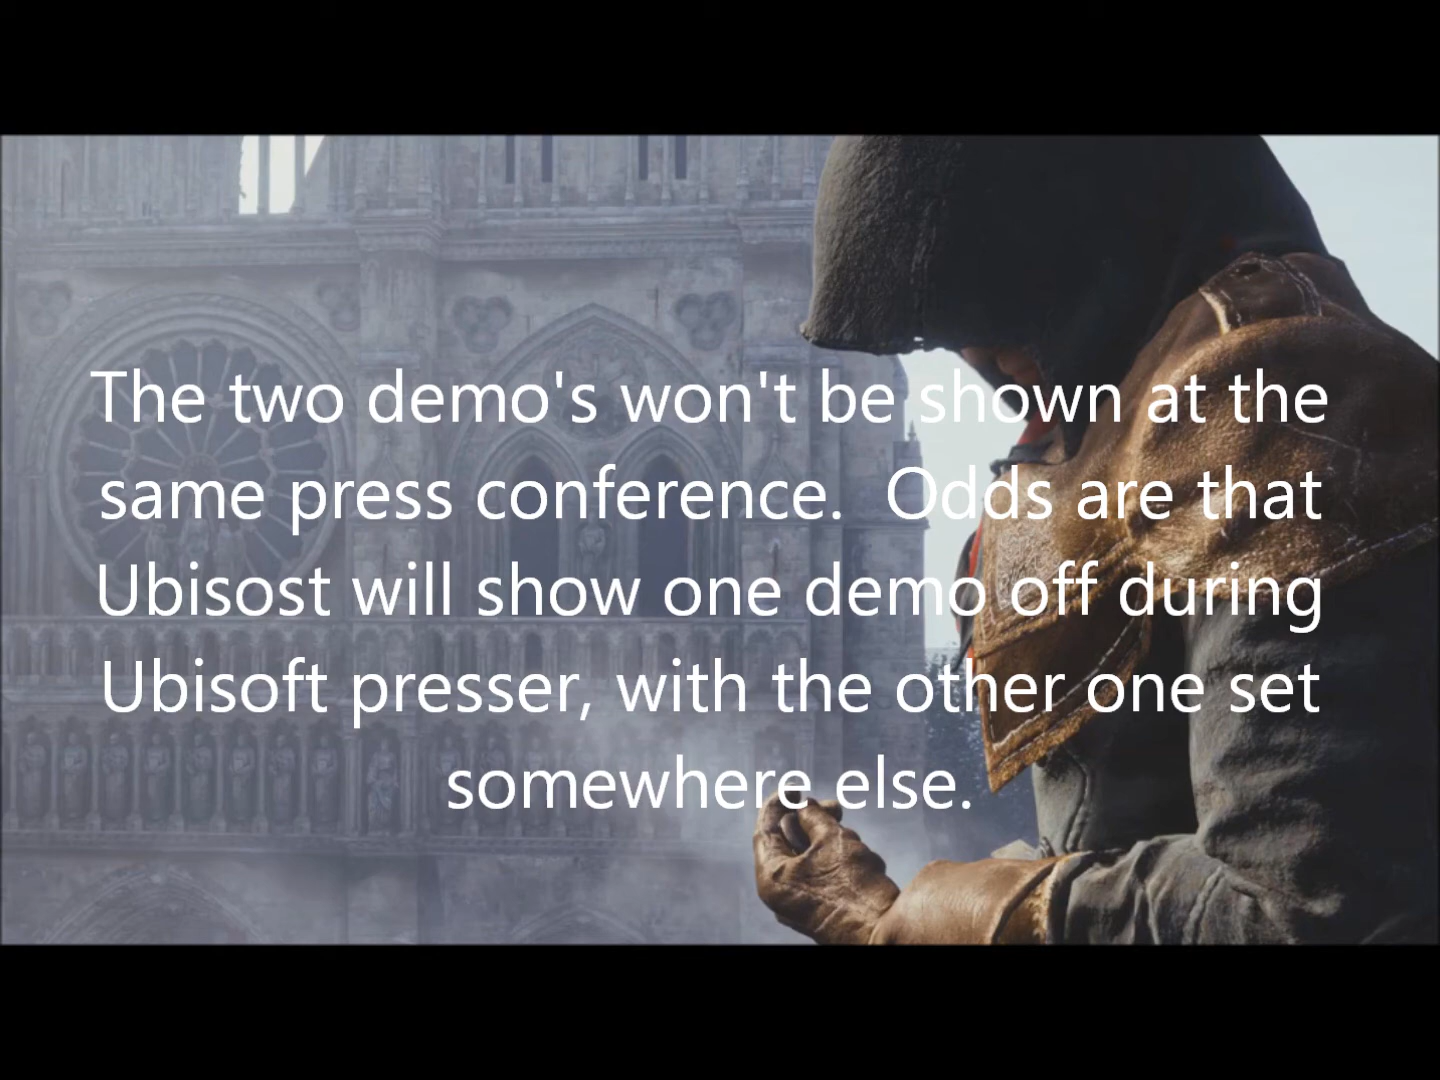 The two demo's won't be shown at the
same press conference.  Odds are that
Ubisost will show one demo off during
Ubisoft presser, with the other one set
somewhere else.